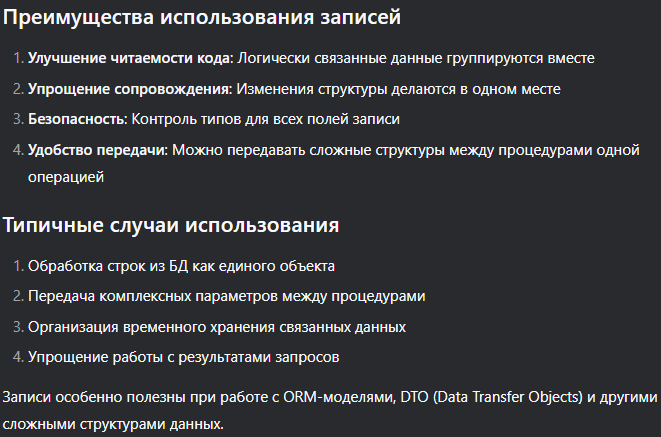 Преимущества использования записей
1. Улучшение читаемости кода: Логически связанные данные группируются вместе
2. Упрощение сопровождения: Изменения структуры делаются в одном месте
3. Безопасность: Контроль типов для всех полей записи
4. Удобство передачи: Можно передавать сложные структуры между процедурами одной
операцией
Типичные случаи использования
1. Обработка строк из БД как единого объекта
2. Передача комплексных параметров между процедурами
3. Организация временного хранения связанных данных
4. Упрощение работы с результатами запросов
Записи особенно полезны при работе с ORM-моделями, DTO (Data Transfer Objects) и другими
сложными структурами данных.